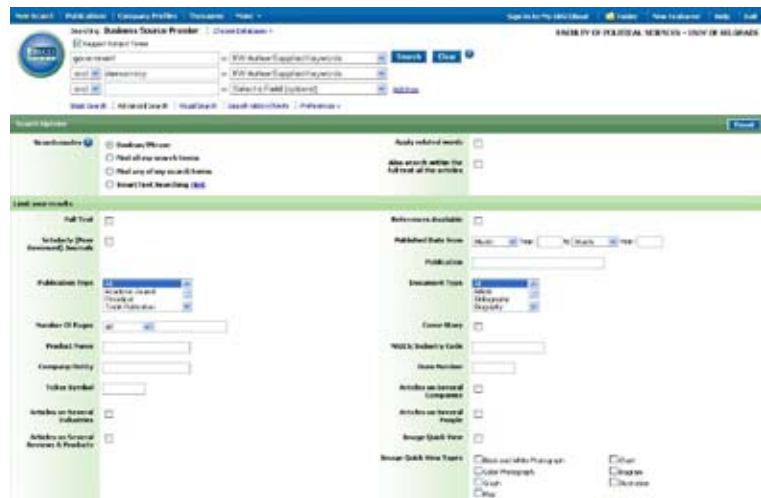 New Search | Publications | Company Profiles | Thesaurus | More
Sign In to My EBSCOhost | Folder | New Features! | Help | Exit
Searching: Business Source Premier | Choose Databases »
FACULTY OF POLITICAL SCIENCES - UNIV OF BELGRADE
Suggest Subject Terms
EBSCO
government in KW Author-Supplied Keywords Search Clear
and democracy in KW Author-Supplied Keywords
and in Select a Field (optional) Add Row
Basic Search | Advanced Search | Visual Search | Search History/Alerts | Preferences »
Search Options
Reset
Search modes
Boolean/Phrase
Find all my search terms
Find any of my search terms
SmartText Searching Hint
Apply related words
Also search within the full text of the articles
Limit your results
Full Text
References Available
Scholarly (Peer Reviewed) Journals
Published Date from Month Year to Month Year
Publication
Publication Type
All
Academic Journal
Periodical
Trade Publication
Document Type
All
Article
Bibliography
Biography
Number Of Pages All
Cover Story
Product Name
NAICS/Industry Code
Company Entity
Ticker Symbol
Articles on Several Companies
Articles on Several Industries
Articles on Several People
Articles on Several Reviews & Products
Image Quick View
Image Quick View Types
Black and White Photograph
Chart
Color Photograph
Diagram
Graph
Illustration
Map